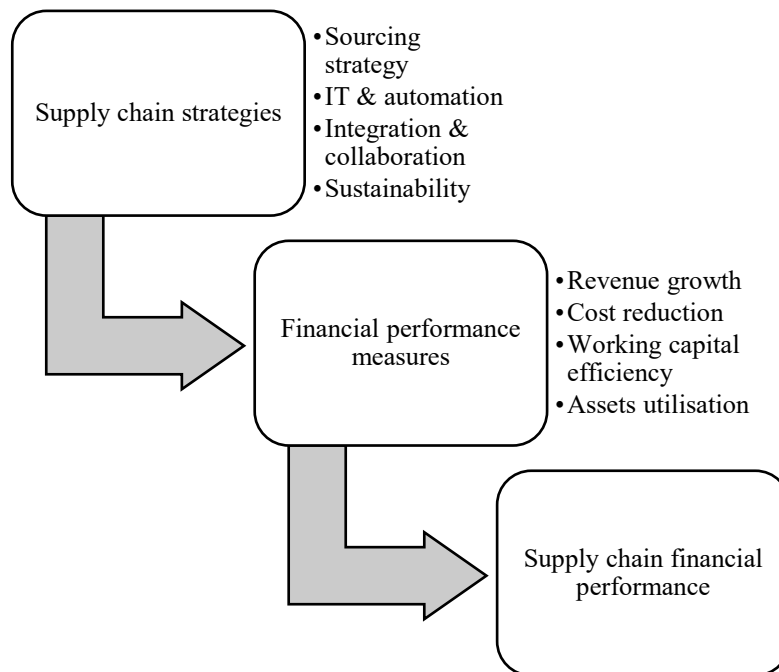 Supply chain strategies
•Sourcing
strategy
•IT & automation
•Integration &
collaboration
•Sustainability
Financial performance
measures
•Revenue growth
•Cost reduction
•Working capital
efficiency
•Assets utilisation
Supply chain financial
performance